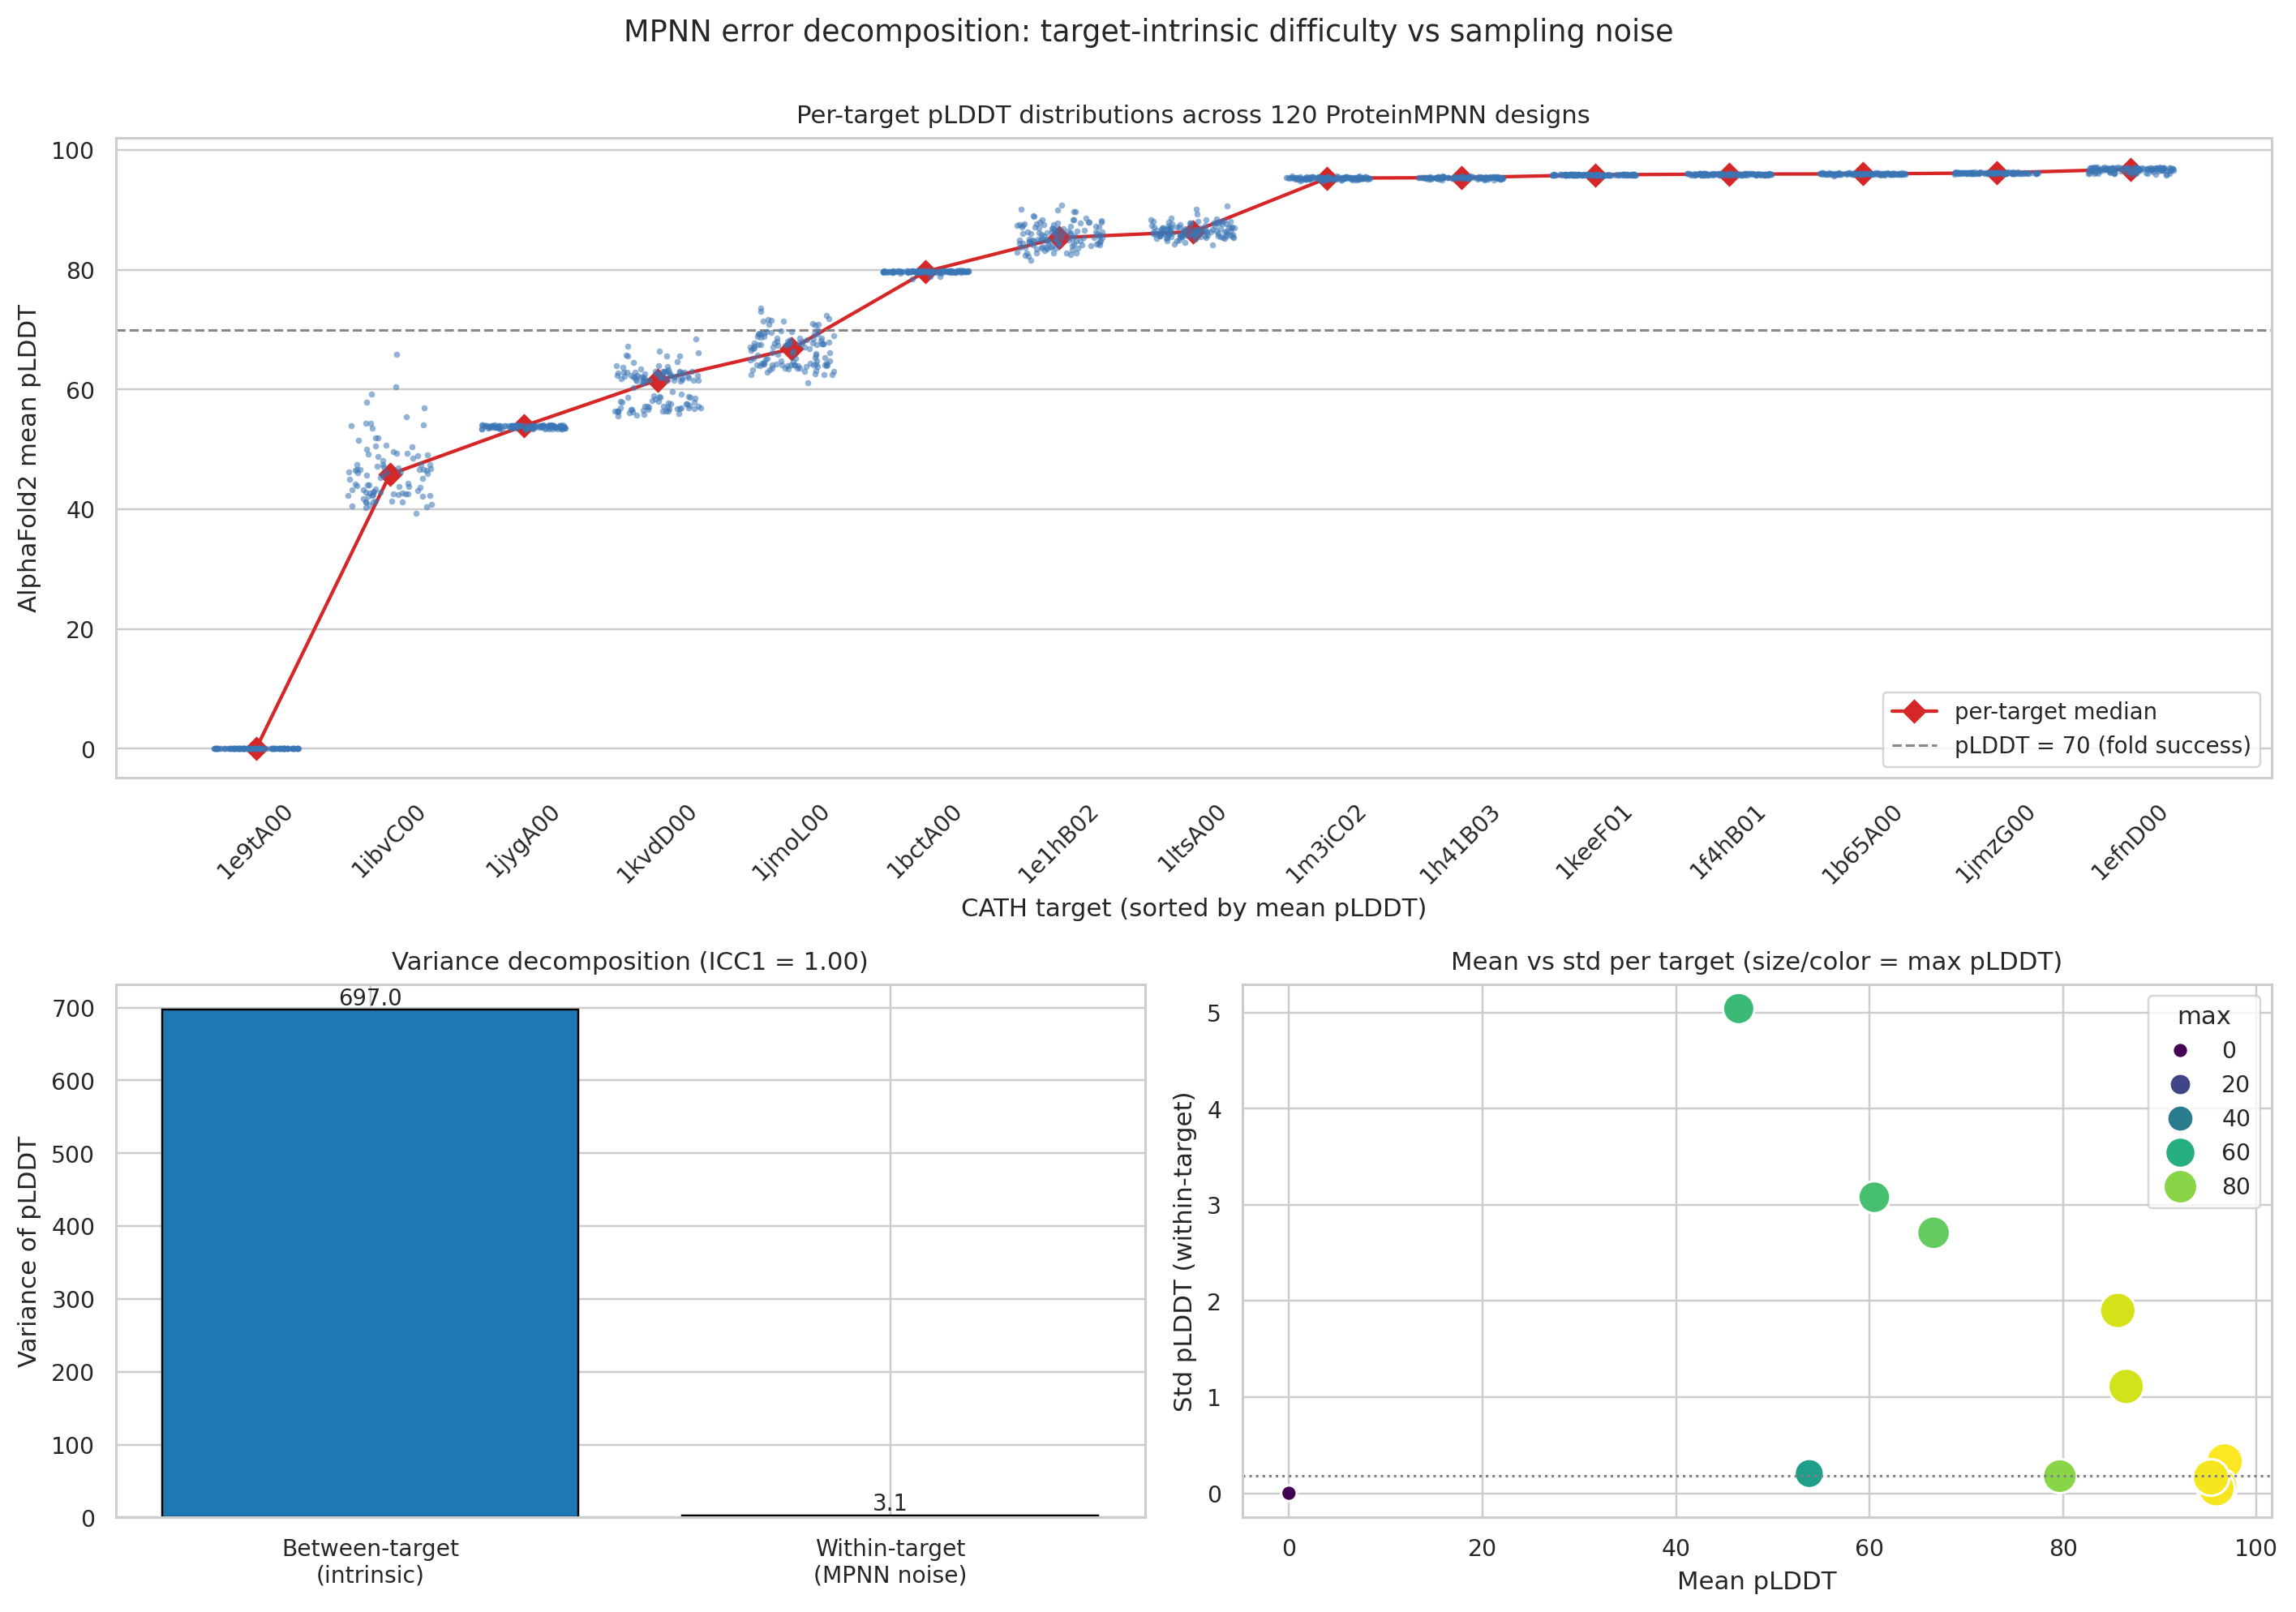 MPNN error decomposition: target-intrinsic difficulty vs sampling noise
Per-target pLDDT distributions across 120 ProteinMPNN designs
AlphaFold2 mean pLDDT
100
80
60
40
20
0
per-target median
pLDDT = 70 (fold success)
1e9tA00
1ibvC00
1jygA00
1kvdD00
1jmoL00
1bctA00
1e1hB02
1ltsA00
1m3iC02
1h41B03
1keeF01
1f4hB01
1b65A00
1jmzG00
1efnD00
CATH target (sorted by mean pLDDT)
Variance decomposition (ICC1 = 1.00)
Variance of pLDDT
700
600
500
400
300
200
100
0
697.0
3.1
Between-target
(intrinsic)
Within-target
(MPNN noise)
Mean vs std per target (size/color = max pLDDT)
Std pLDDT (within-target)
5
4
3
2
1
0
max
0
20
40
60
80
0
20
40
60
80
100
Mean pLDDT